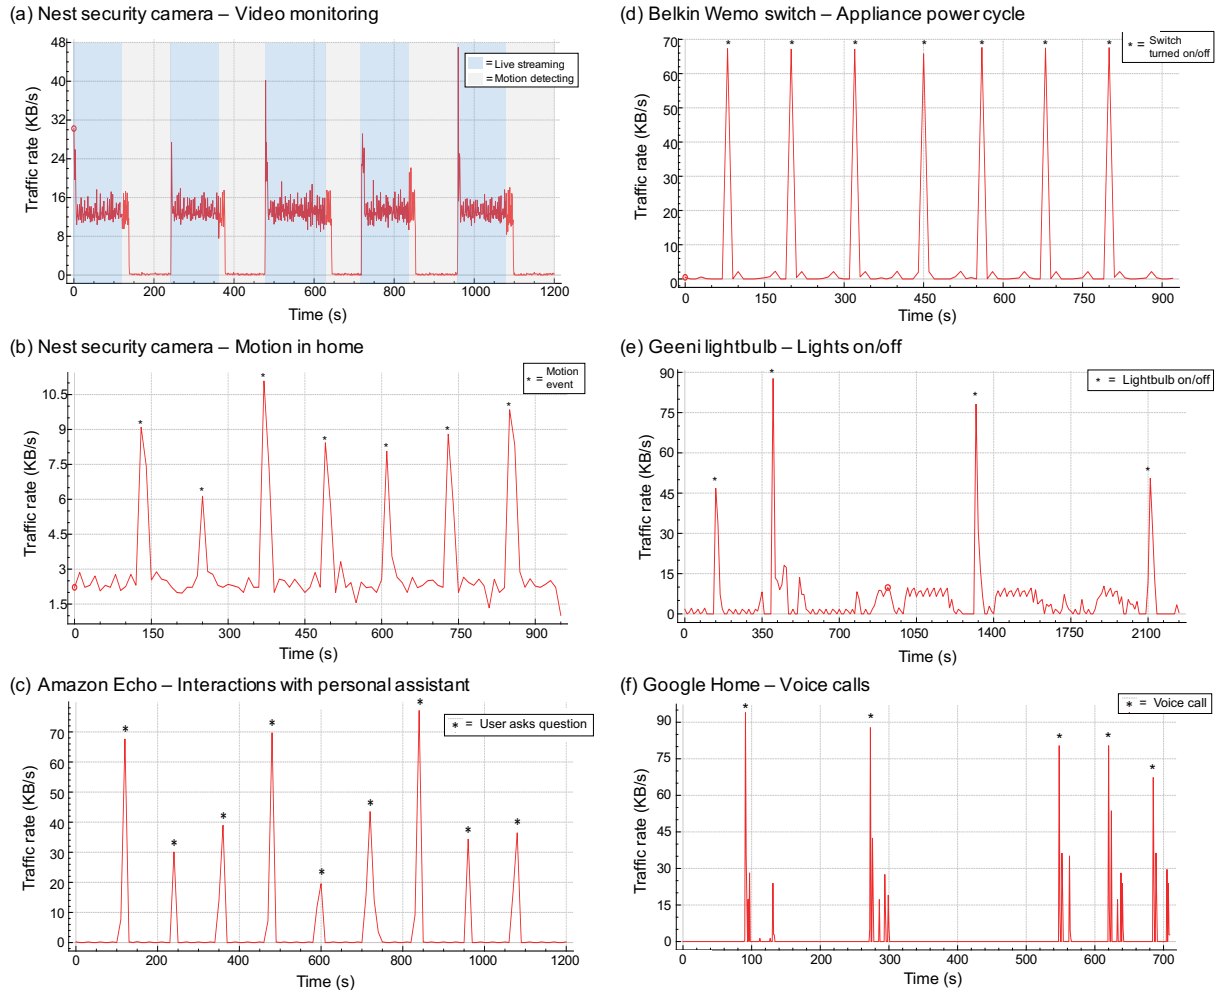 (a) Nest security camera – Video monitoring
48
44
40
36
32
28
24
20
16
12
8
4
0
Traffic rate (KB/s)
= Live streaming
= Motion detecting
0 200 400 600 800 1000 1200
Time (s)
(b) Nest security camera – Motion in home
10.5
9
7.5
6
4.5
3
1.5
Traffic rate (KB/s)
* = Motion
event
0 150 300 450 600 750 900
Time (s)
(c) Amazon Echo – Interactions with personal assistant
70
60
50
40
30
20
10
0
Traffic rate (KB/s)
* = User asks question
0 200 400 600 800 1000 1200
Time (s)
(d) Belkin Wemo switch – Appliance power cycle
70
60
50
40
30
20
70
0
Traffic rate (KB/s)
* = Switch
turned on/off
0 150 300 450 600 750 900
Time (s)
(e) Geeni lightbulb – Lights on/off
90
75
60
45
30
15
0
Traffic rate (KB/s)
* = Lightbulb on/off
0 350 700 1050 1400 1750 2100
Time (s)
(f) Google Home – Voice calls
90
75
60
45
30
15
0
Traffic rate (KB/s)
* = Voice call
0 100 200 300 400 500 600 700
Time (s)